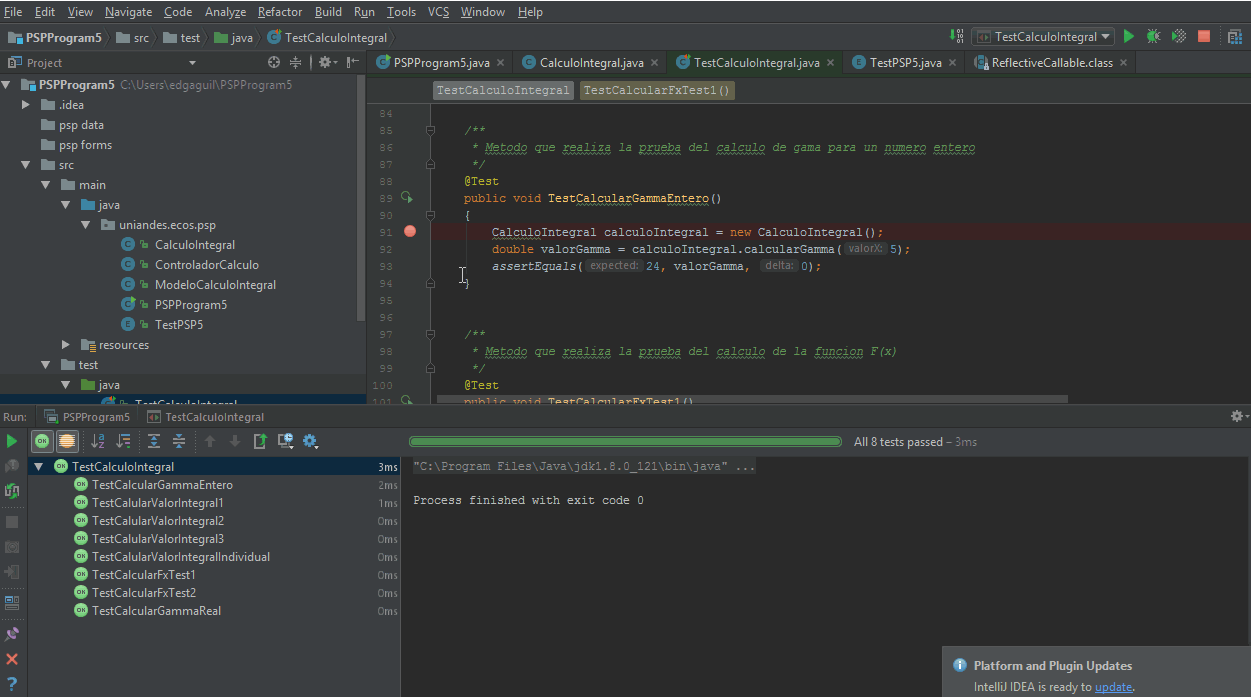 File Edit View Navigate Code Analyze Refactor Build Run Tools VCS Window Help
PSPProgram5 src test java TestCalculoIntegral TestCalculoIntegral
Project
PSPProgram5.java CalculoIntegral.java TestCalculoIntegral.java TestPSP5.java ReflectiveCallable.class
PSPProgram5 C:\Users\edgaguil\PSPProgram5
.idea
psp data
psp forms
src
main
java
uniandes.ecos.psp
CalculoIntegral
ControladorCalculo
ModeloCalculoIntegral
PSPProgram5
TestPSP5
resources
test
java
TestCalculoIntegral
TestCalculoIntegral TestCalcularFxTest1()
84
85 /**
86 * Metodo que realiza la prueba del calculo de gama para un numero entero
87 */
88 @Test
89 public void TestCalcularGammaEntero()
90 {
91 CalculoIntegral calculoIntegral = new CalculoIntegral();
92 double valorGamma = calculoIntegral.calcularGamma( valorX: 5);
93 assertEquals( expected: 24, valorGamma, delta: 0);
94 }
95
96
97 /**
98 * Metodo que realiza la prueba del calculo de la funcion F(x)
99 */
100 @Test
101 public void TestCalcularFxTest1()
Run: PSPProgram5 TestCalculoIntegral
All 8 tests passed – 3ms
TestCalculoIntegral 3ms
TestCalcularGammaEntero 2ms
TestCalularValorIntegral1 1ms
TestCalularValorIntegral2 0ms
TestCalularValorIntegral3 0ms
TestCalularValorIntegralIndividual 0ms
TestCalcularFxTest1 0ms
TestCalcularFxTest2 0ms
TestCalcularGammaReal 0ms
"C:\Program Files\Java\jdk1.8.0_121\bin\java" ...
Process finished with exit code 0
Platform and Plugin Updates
IntelliJ IDEA is ready to update.